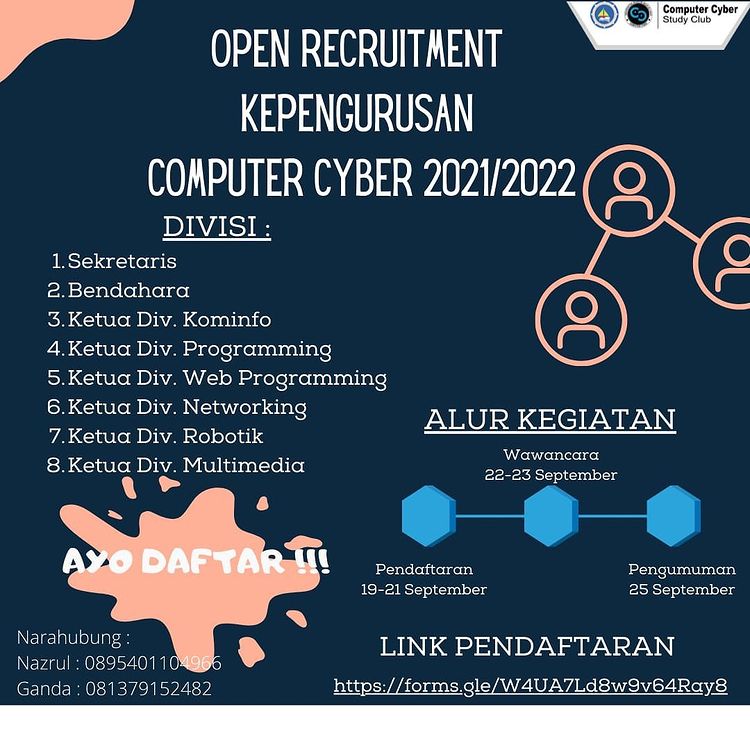 Computer Cyber
Study Club
OPEN RECRUITMENT
KEPENGURUSAN
COMPUTER CYBER 2021/2022
DIVISI :
1. Sekretaris
2. Bendahara
3. Ketua Div. Kominfo
4. Ketua Div. Programming
5. Ketua Div. Web Programming
6. Ketua Div. Networking
7. Ketua Div. Robotik
8. Ketua Div. Multimedia
AYO DAFTAR !!!
Narahubung :
Nazrul : 0895401104966
Ganda : 081379152482
ALUR KEGIATAN
Wawancara
22-23 September
Pendaftaran
19-21 September
Pengumuman
25 September
LINK PENDAFTARAN
https://forms.gle/W4UA7Ld8w9v64Ray8